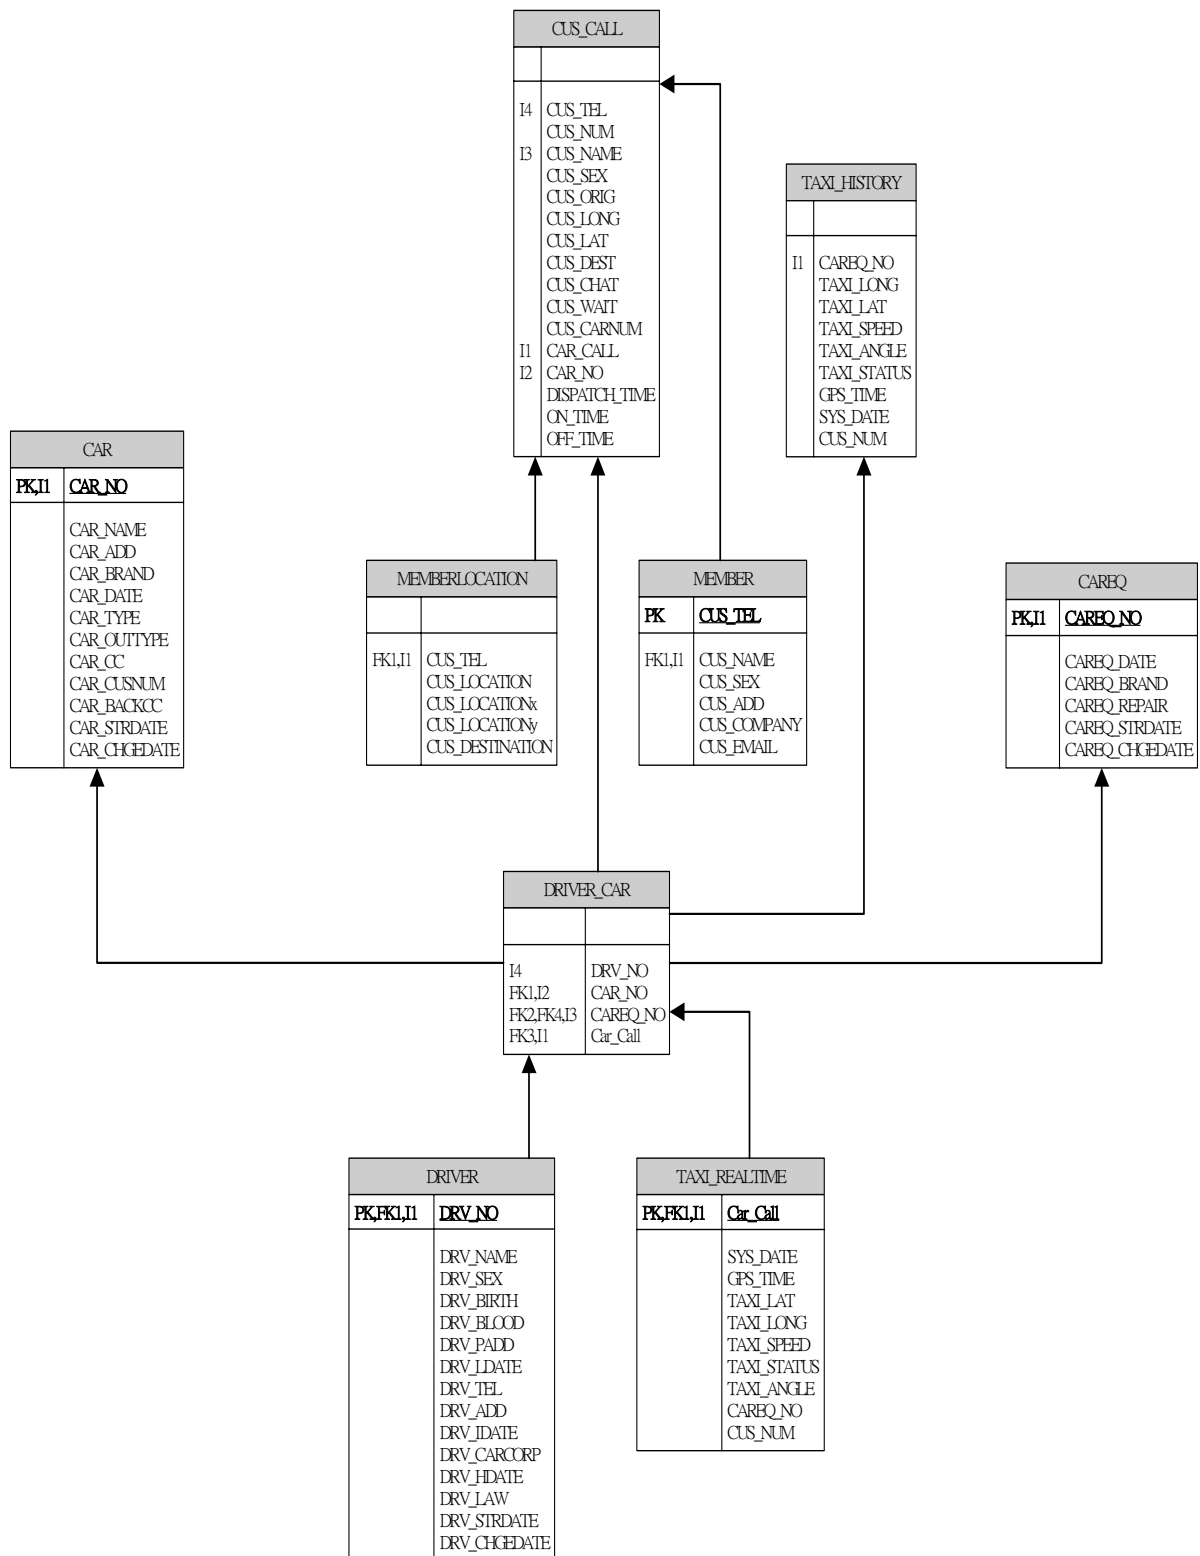 CUS_CALL
I4 CUS_TEL
CUS_NUM
I3 CUS_NAME
CUS_SEX
CUS_ORIG
CUS_LONG
CUS_LAT
CUS_DEST
CUS_CHAT
CUS_WAIT
CUS_CARNUM
I1 CAR_CALL
I2 CAR_NO
DISPATCH_TIME
ON_TIME
OFF_TIME
TAXI_HISTORY
I1 CAREQ_NO
TAXI_LONG
TAXI_LAT
TAXI_SPEED
TAXI_ANGLE
TAXI_STATUS
GPS_TIME
SYS_DATE
CUS_NUM
CAR
PK,I1 CAR_NO
CAR_NAME
CAR_ADD
CAR_BRAND
CAR_DATE
CAR_TYPE
CAR_OUTTYPE
CAR_CC
CAR_CUSNUM
CAR_BACKCC
CAR_STRDATE
CAR_CHGEDATE
MEMBERLOCATION
FK1,I1 CUS_TEL
CUS_LOCATION
CUS_LOCATIONx
CUS_LOCATIONy
CUS_DESTINATION
MEMBER
PK CUS_TEL
FK1,I1 CUS_NAME
CUS_SEX
CUS_ADD
CUS_COMPANY
CUS_EMAIL
CAREQ
PK,I1 CAREQ_NO
CAREQ_DATE
CAREQ_BRAND
CAREQ_REPAIR
CAREQ_STRDATE
CAREQ_CHGEDATE
DRIVER_CAR
I4 DRV_NO
FK1,I2 CAR_NO
FK2,FK4,I3 CAREQ_NO
FK3,I1 Car_Call
DRIVER
PK,FK1,I1 DRV_NO
DRV_NAME
DRV_SEX
DRV_BIRTH
DRV_BLOOD
DRV_PADD
DRV_LDATE
DRV_TEL
DRV_ADD
DRV_IDATE
DRV_CARCORP
DRV_HDATE
DRV_LAW
DRV_STRDATE
DRV_CHGEDATE
TAXI_REALTIME
PK,FK1,I1 Car_Call
SYS_DATE
GPS_TIME
TAXI_LAT
TAXI_LONG
TAXI_SPEED
TAXI_STATUS
TAXI_ANGLE
CAREQ_NO
CUS_NUM